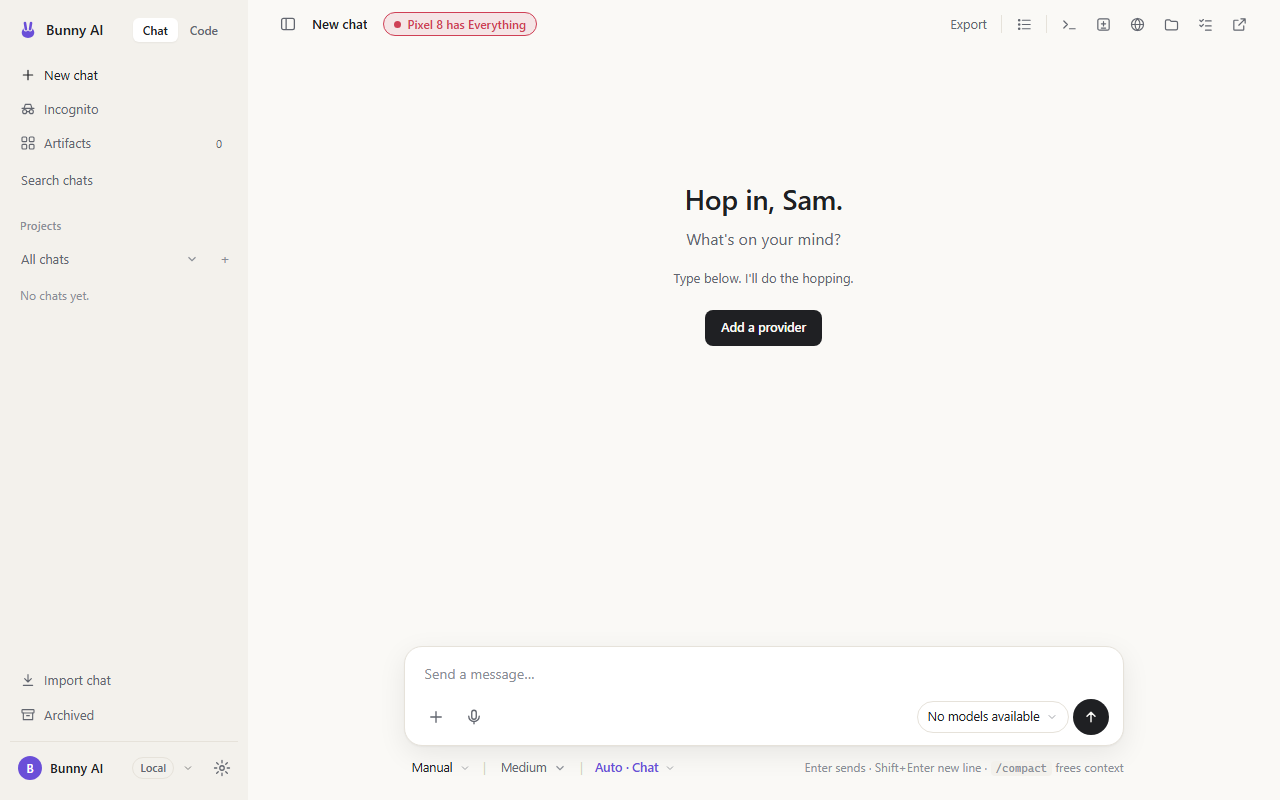 Bunny AI
Chat
Code
New chat
Incognito
Artifacts
0
Search chats
Projects
All chats
+
No chats yet.
Import chat
Archived
B
Bunny AI
Local
New chat
Pixel 8 has Everything
Export
Hop in, Sam.
What's on your mind?
Type below. I'll do the hopping.
Add a provider
Send a message...
No models available
Manual
Medium
Auto · Chat
Enter sends · Shift+Enter new line · /compact frees context